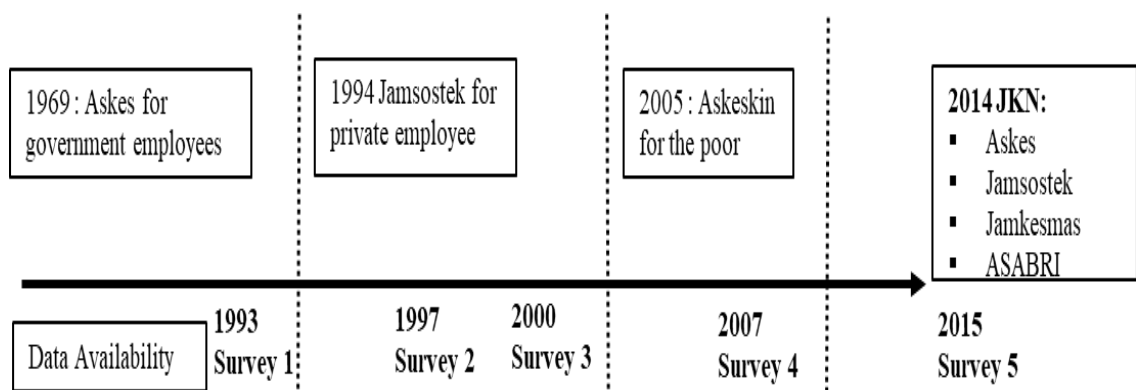 1969 : Askes for
government employees
1994 Jamsostek for
private employee
2005 : Askeskin
for the poor
2014 JKN:
▪ Askes
▪ Jamsostek
▪ Jamkesmas
▪ ASABRI
Data Availability
1993
Survey 1
1997
Survey 2
2000
Survey 3
2007
Survey 4
2015
Survey 5